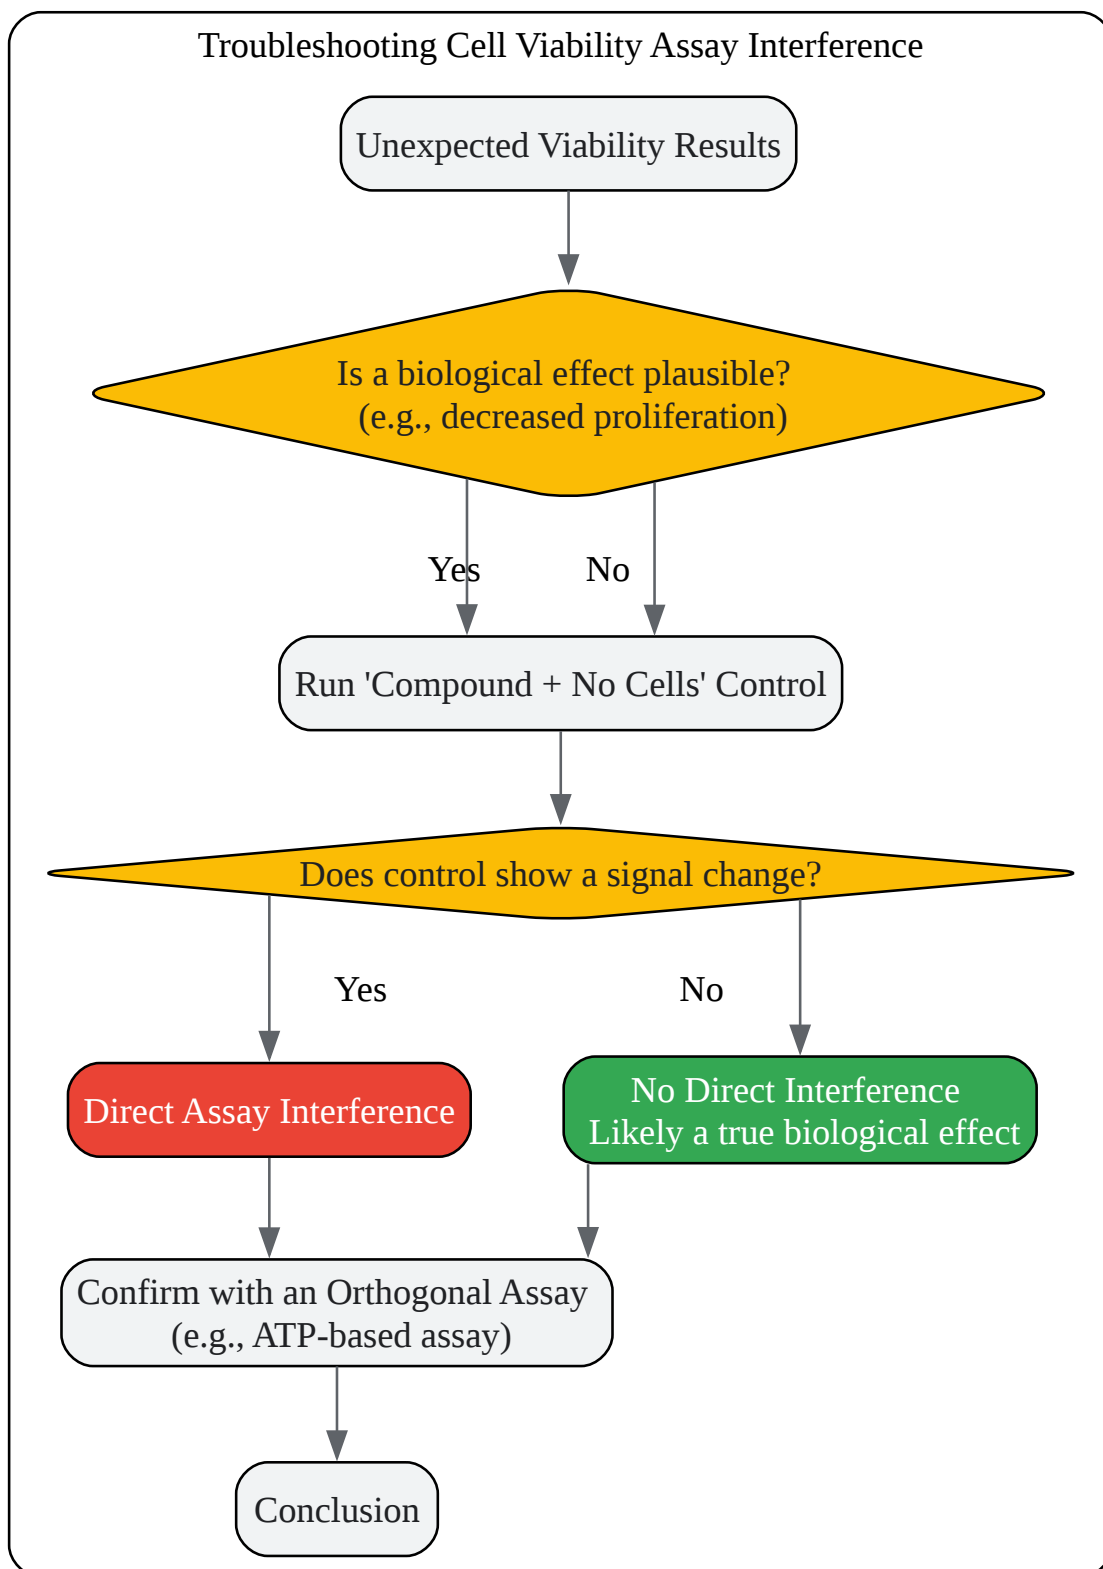 Troubleshooting Cell Viability Assay Interference
Unexpected Viability Results
Is a biological effect plausible?
(e.g., decreased proliferation)
Yes
No
Run 'Compound + No Cells' Control
Does control show a signal change?
Yes
No
Direct Assay Interference
No Direct Interference
Likely a true biological effect
Confirm with an Orthogonal Assay
(e.g., ATP-based assay)
Conclusion